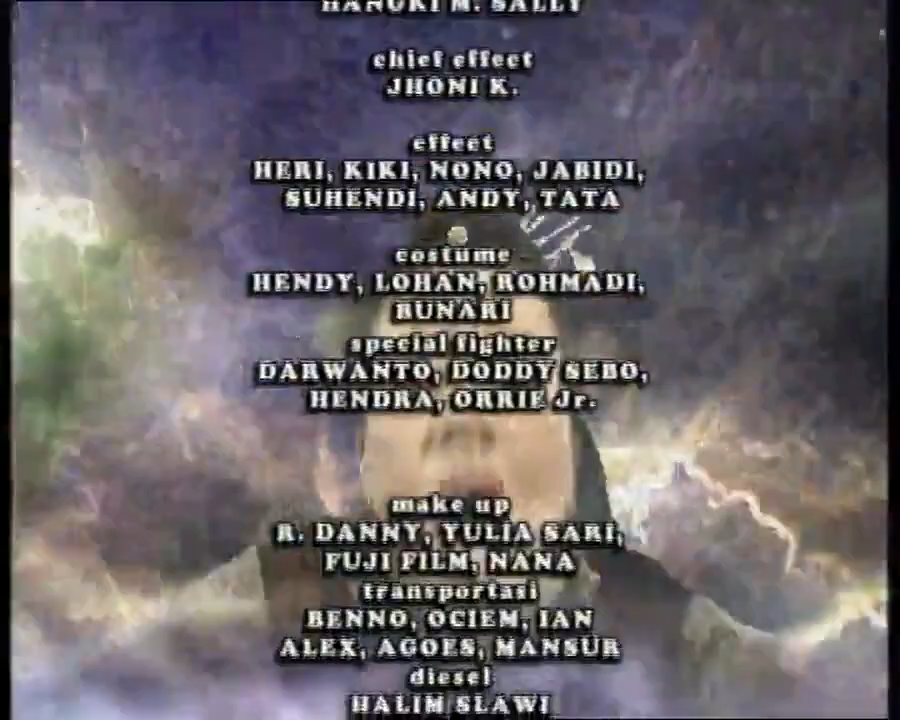 HANOKI M. SALLY
chief effect
JHONI K.
effect
HERI, KIKI, NONO, JABIDI,
SUHENDI, ANDY, TATA
costume
HENDY, LOHAN, ROHMADI,
BUNARI
special fighter
DARWANTO, DODDY SEBO,
HENDRA, ORRIE Jr.
make up
R. DANNY, YULIA SARI,
FUJI FILM, NANA
transportasi
BENNO, OCIEM, IAN
ALEX, AGOES, MANSUR
diesel
HALIM SLAWI